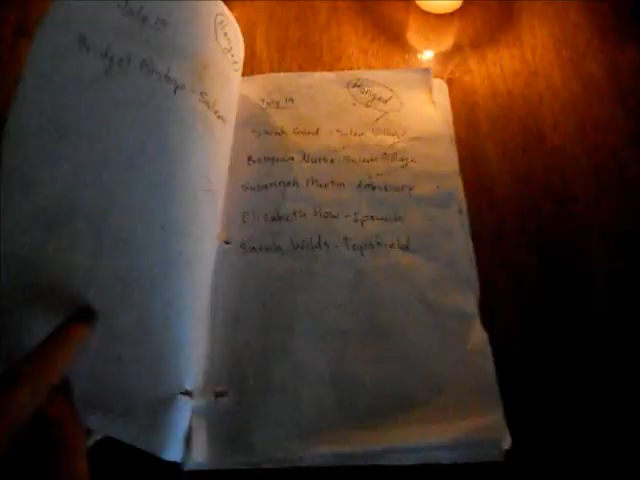 July 10
Hanged
Bridget Bishop - Salem
July 19
Hanged
Sarah Good - Salem Village
Rebecca Nurse - Salem Village
Susannah Martin - Amesbury
Elizabeth How - Ipswich
Sarah Wilds - Topsfield